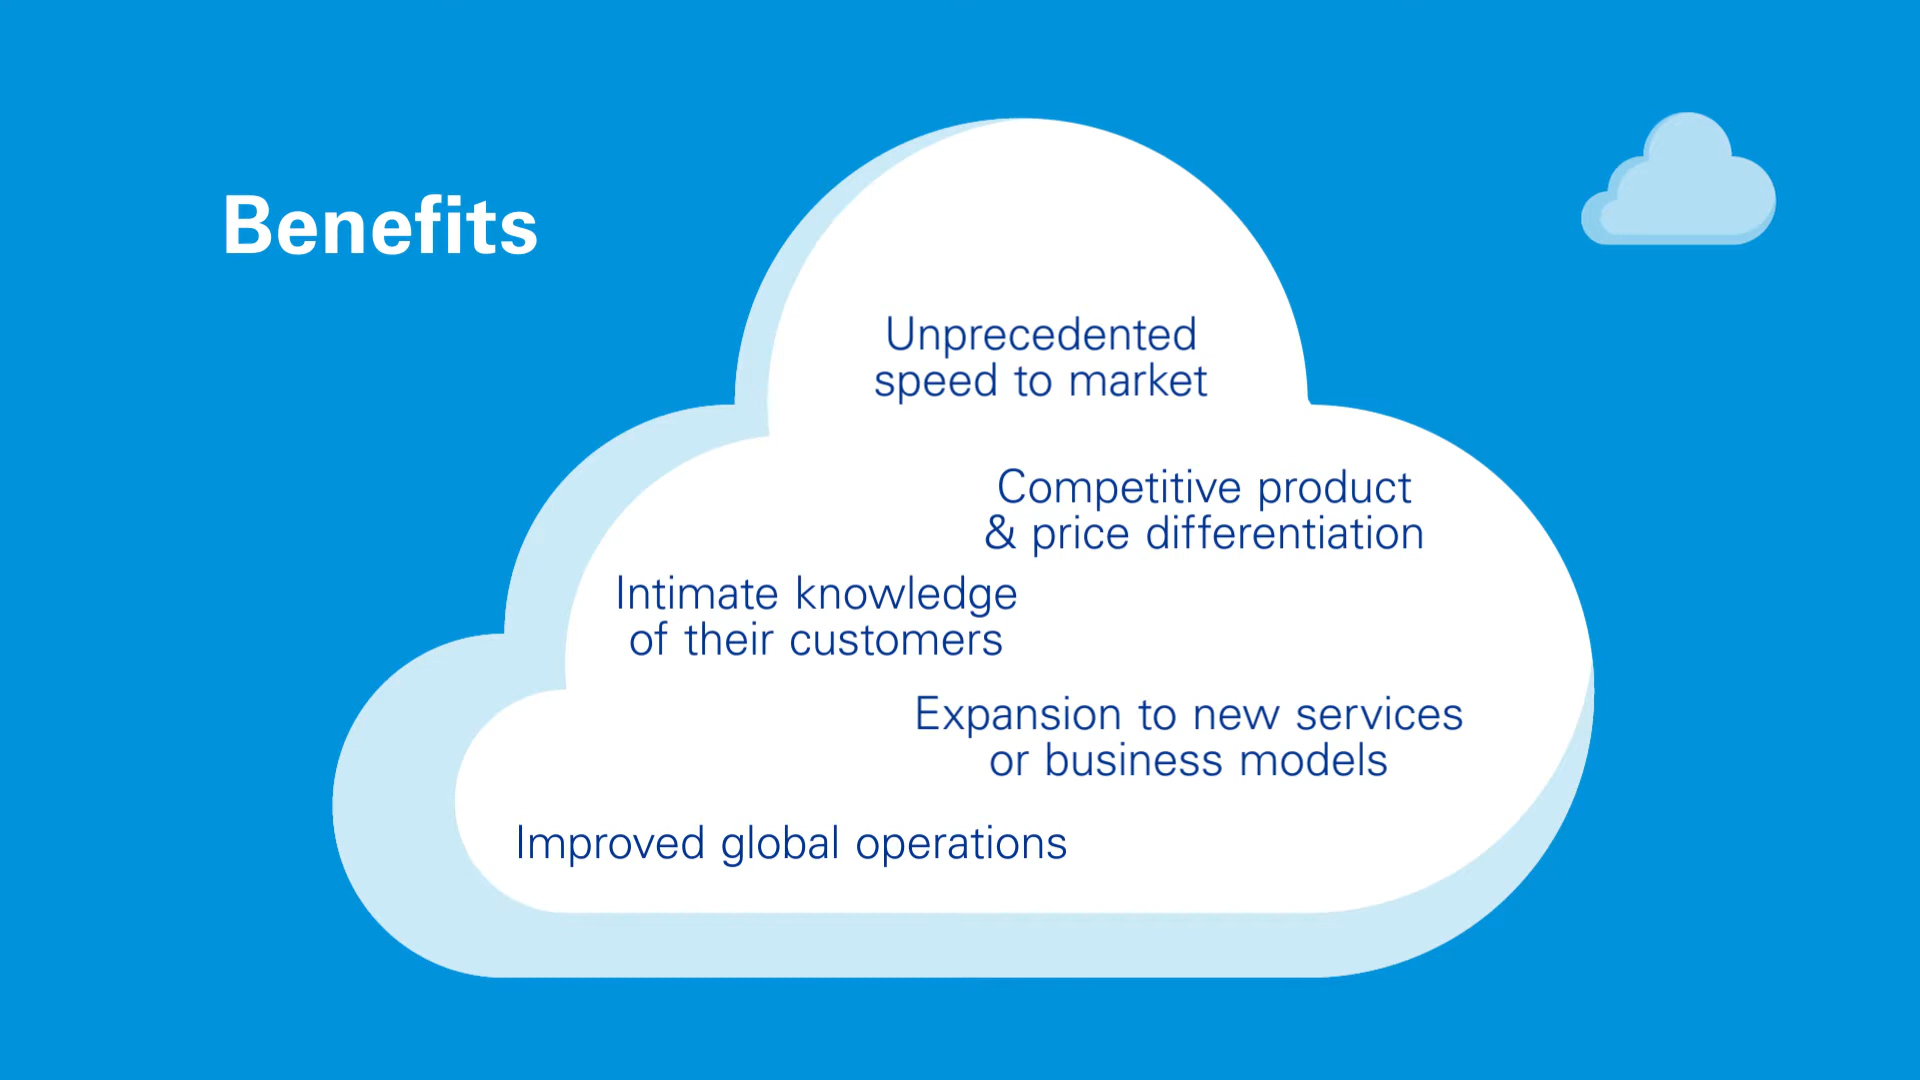 Benefits
Unprecedented
speed to market
Competitive product
& price differentiation
Intimate knowledge
of their customers
Expansion to new services
or business models
Improved global operations